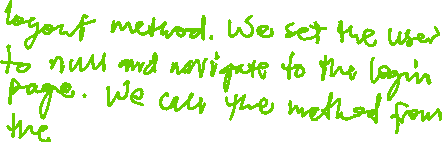 logout method. We set the user
to null and navigate to the login
page. We call the method from
the